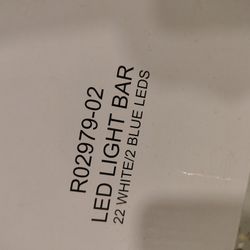 R02979-02
LED LIGHT BAR
22 WHITE/2 BLUE LEDS